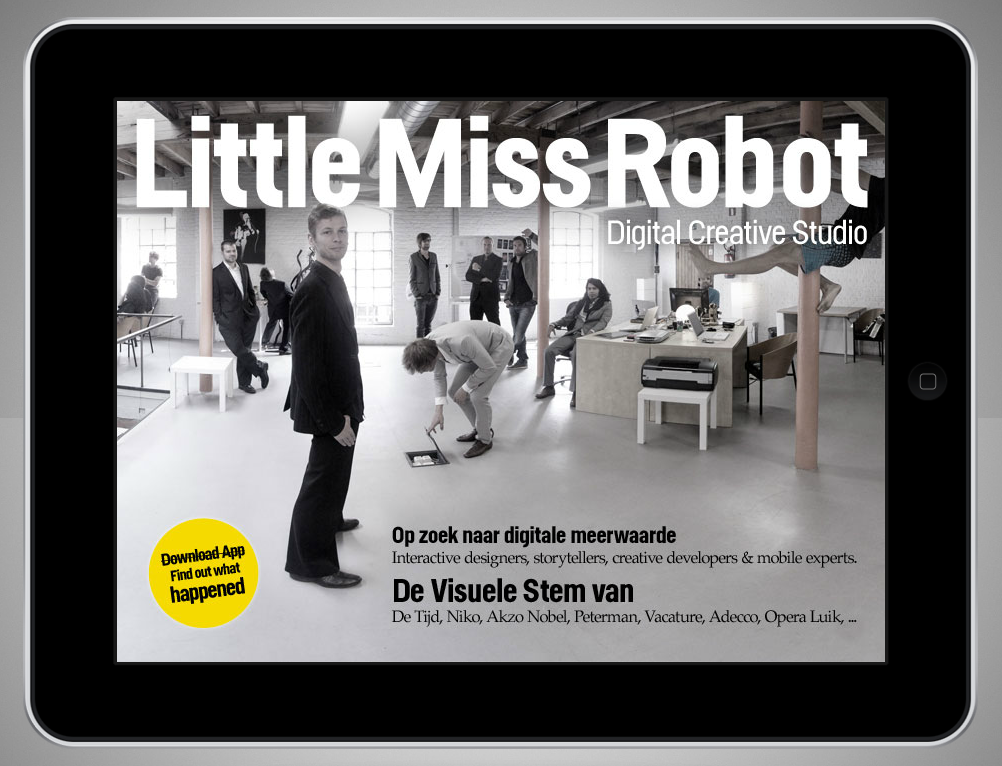 Little Miss Robot
Digital Creative Studio
Download App
Find out what
happened
Op zoek naar digitale meerwaarde
Interactive designers, storytellers, creative developers & mobile experts.
De Visuele Stem van
De Tijd, Niko, Akzo Nobel, Peterman, Vacature, Adecco, Opera Luik, ...